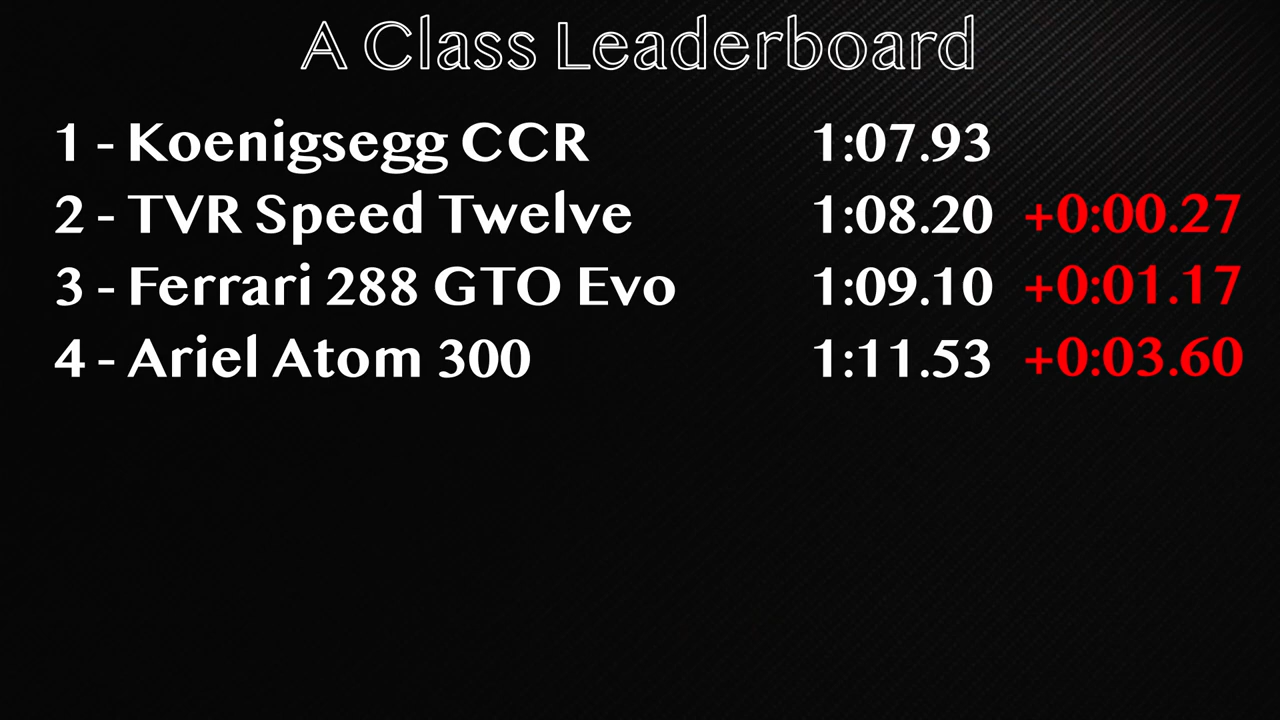 A Class Leaderboard
1 - Koenigsegg CCR 1:07.93
2 - TVR Speed Twelve 1:08.20 +0:00.27
3 - Ferrari 288 GTO Evo 1:09.10 +0:01.17
4 - Ariel Atom 300 1:11.53 +0:03.60